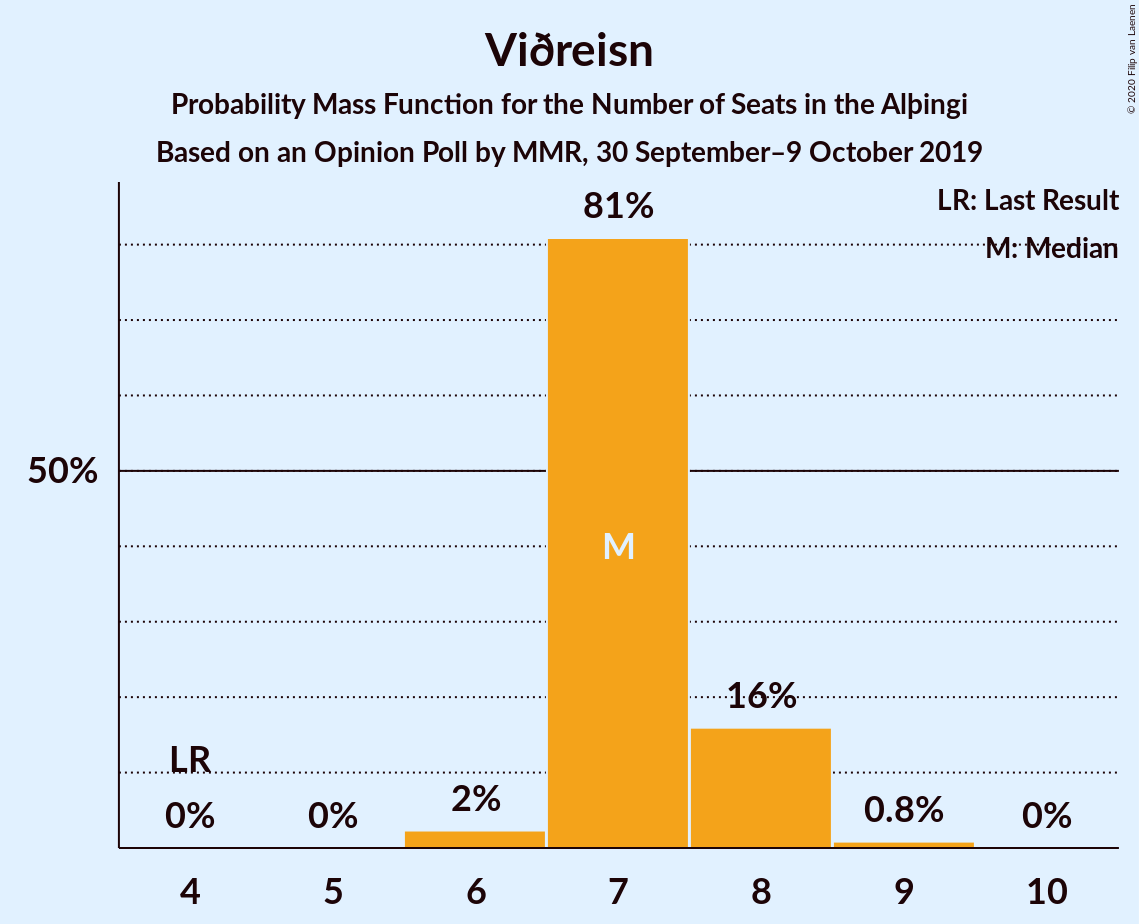 Viðreisn
Probability Mass Function for the Number of Seats in the Alþingi
Based on an Opinion Poll by MMR, 30 September–9 October 2019
© 2020 Filip van Laenen
LR: Last Result
M: Median
81%
50%
M
16%
LR
0%
0%
2%
0.8%
0%
4 5 6 7 8 9 10